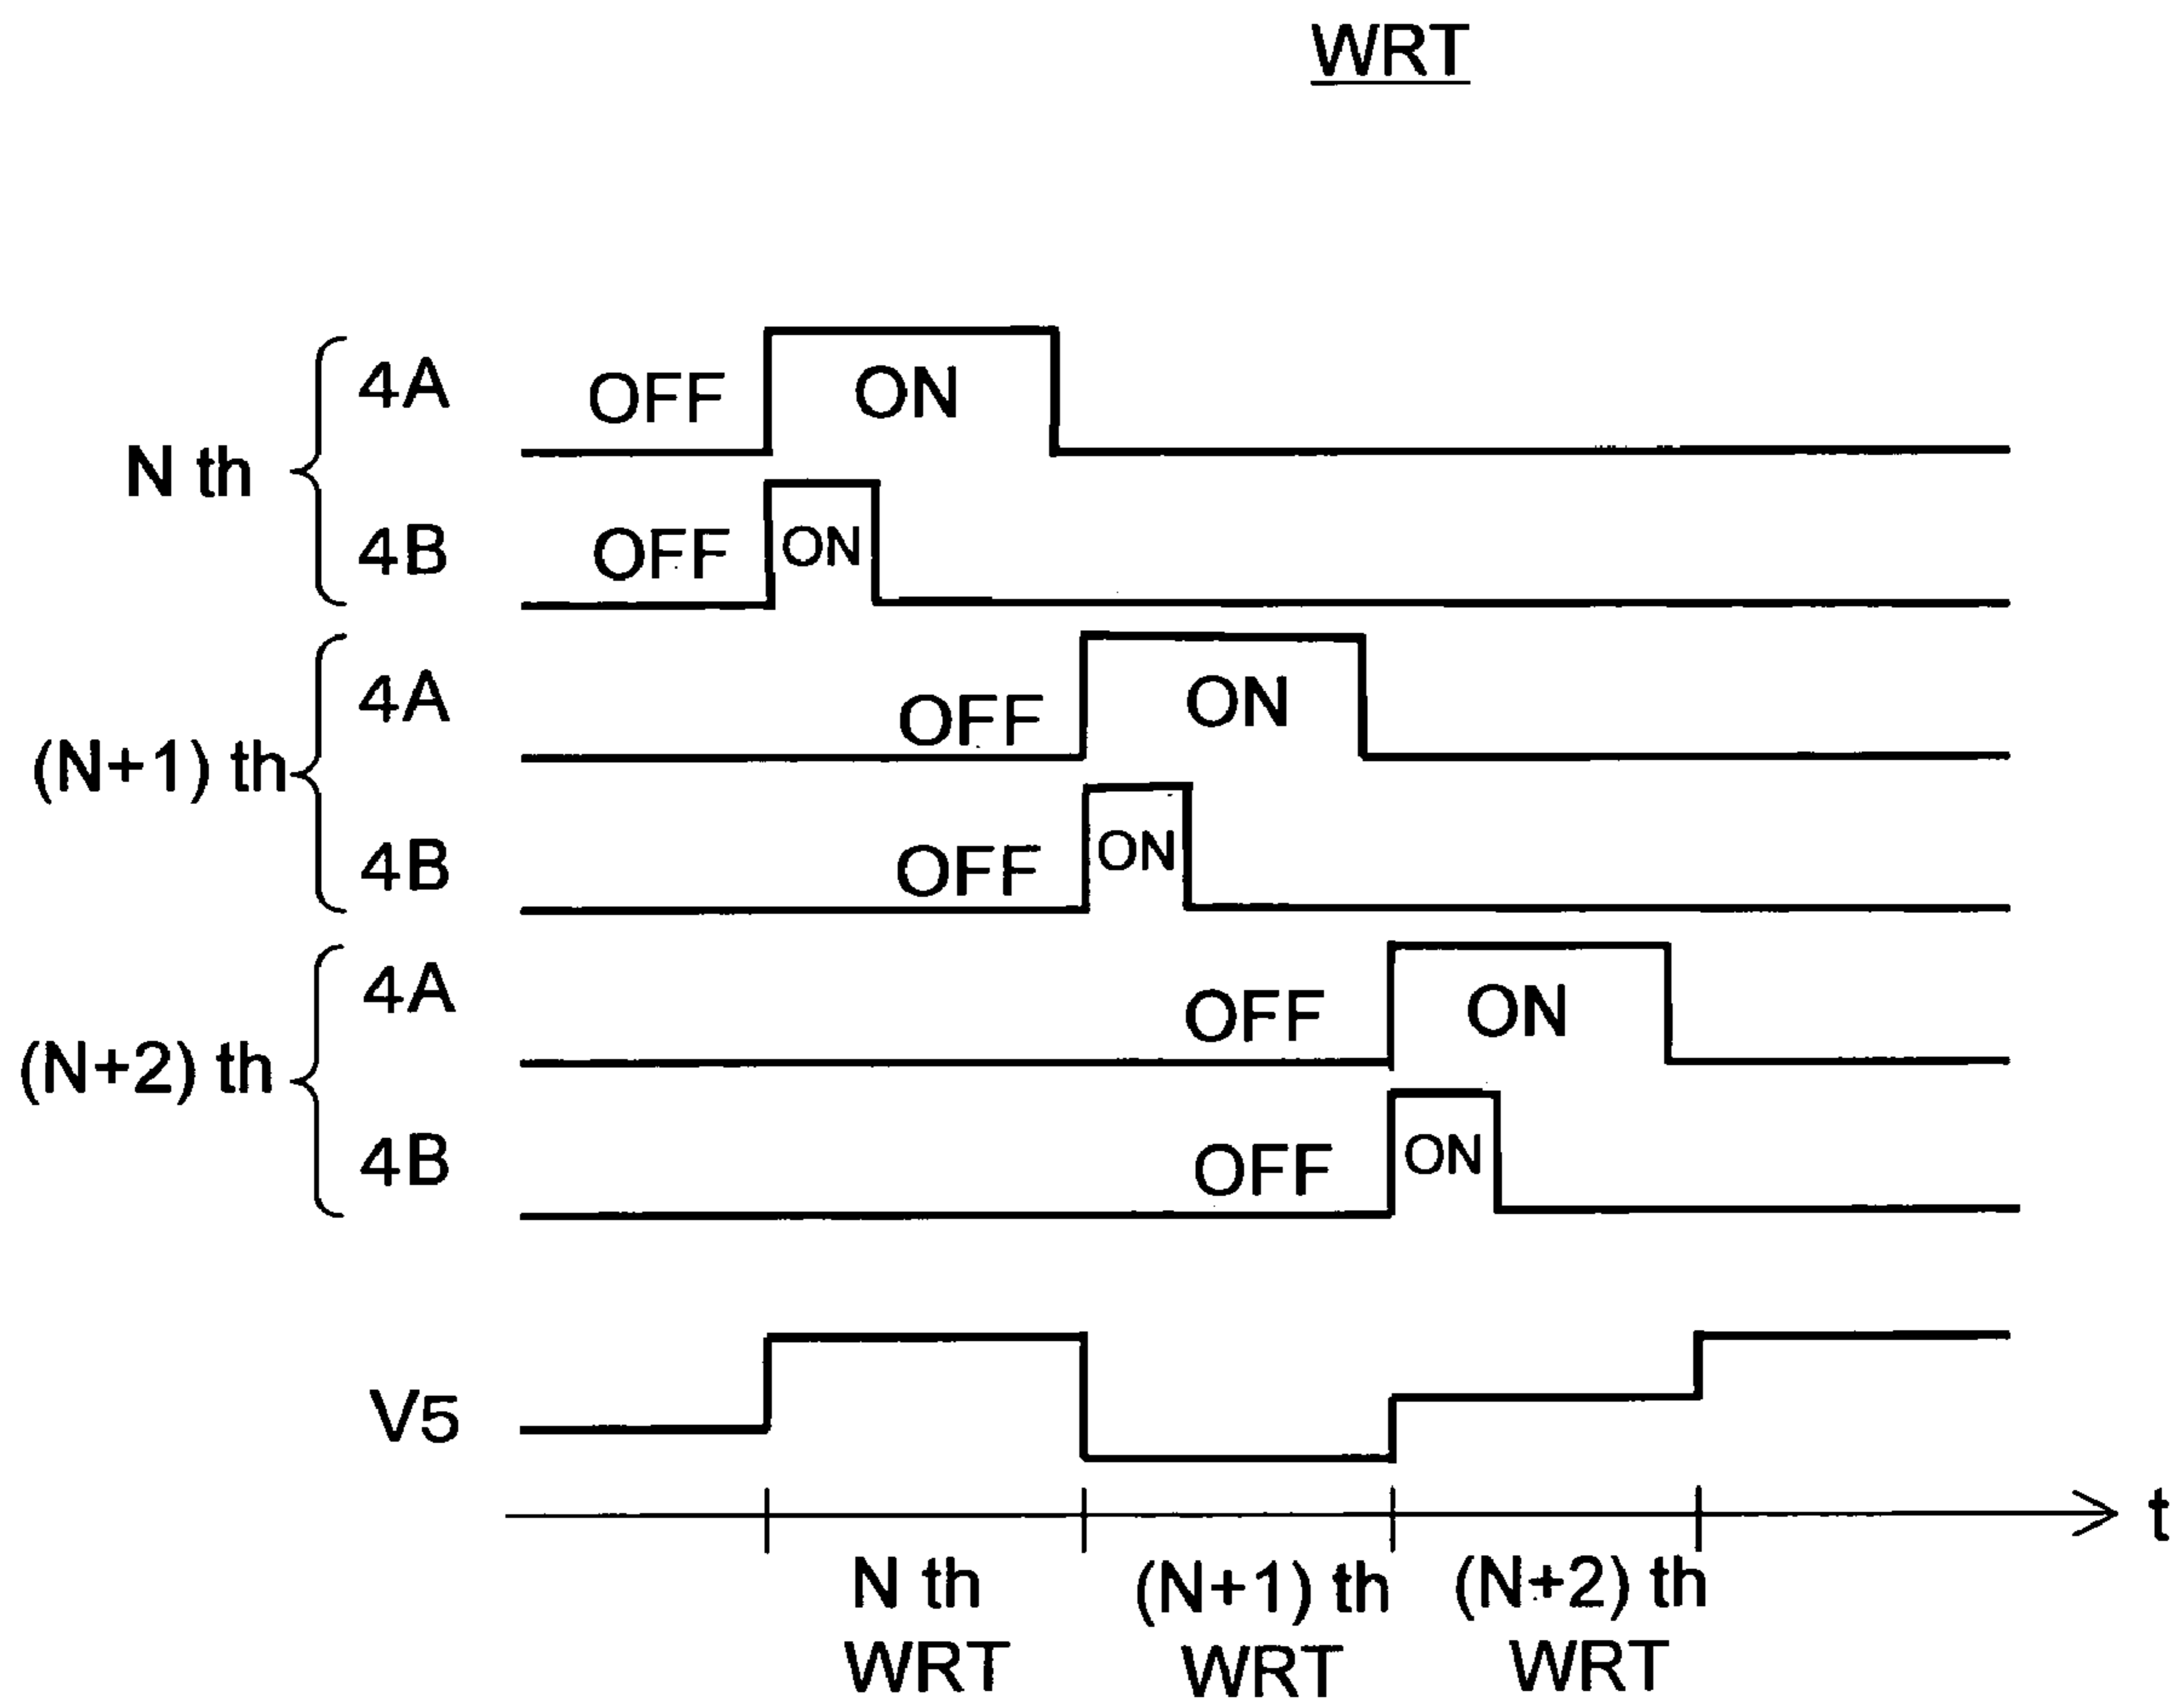 WRT
4A OFF ON
N th
4B OFF ON
4A OFF ON
(N+1) th
4B OFF ON
4A OFF ON
(N+2) th
4B OFF ON
V5
t
N th (N+1) th (N+2) th
WRT WRT WRT